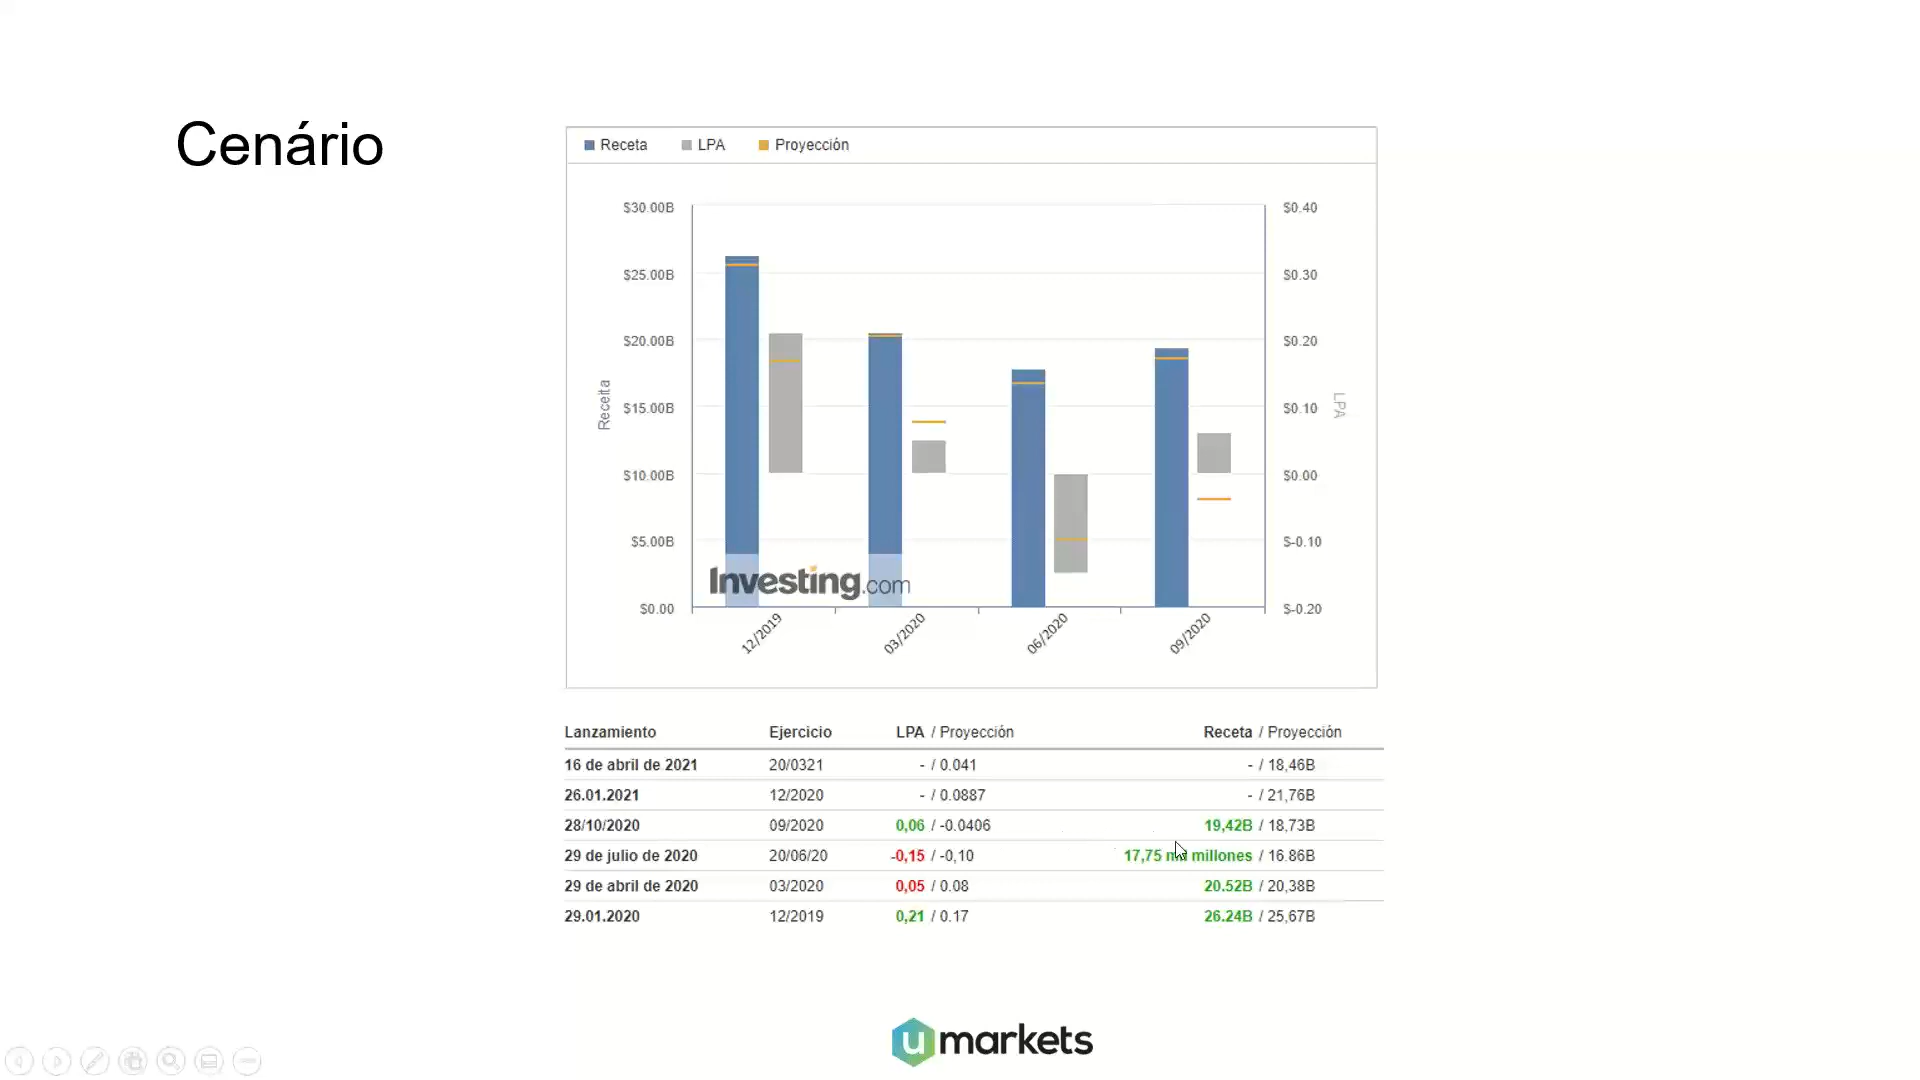 Cenário
Receta LPA Proyección
$30.00B $0.40
$25.00B $0.30
$20.00B $0.20
$15.00B $0.10
$10.00B $0.00
$5.00B $-0.10
$0.00 $-0.20
Receita
LPA
Investing.com
12/2019 03/2020 06/2020 09/2020
Lanzamiento Ejercicio LPA / Proyección Receta / Proyección
16 de abril de 2021 20/0321 - / 0.041 - / 18,46B
26.01.2021 12/2020 - / 0.0887 - / 21,76B
28/10/2020 09/2020 0,06 / -0.0406 19,42B / 18,73B
29 de julio de 2020 20/06/20 -0,15 / -0,10 17,75 millones / 16.86B
29 de abril de 2020 03/2020 0,05 / 0.08 20.52B / 20,38B
29.01.2020 12/2019 0,21 / 0.17 26.24B / 25,67B
umarkets